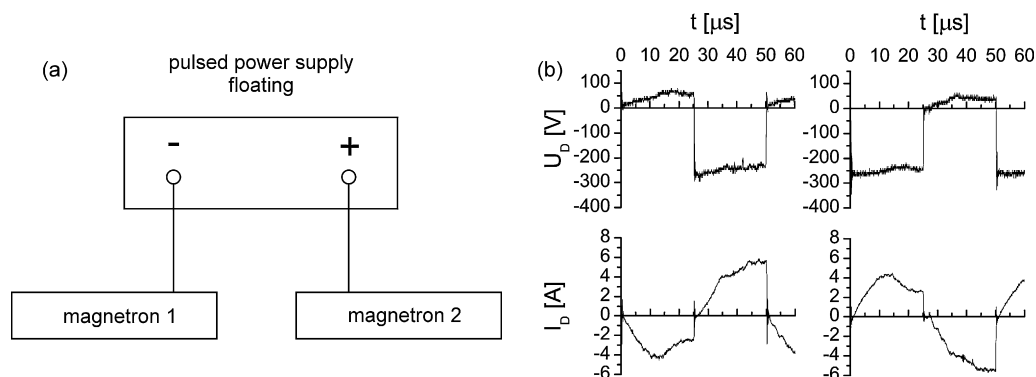 (a)
pulsed power supply
floating
-
+
magnetron 1
magnetron 2
(b)
t [µs]
t [µs]
0 10 20 30 40 50 60
0 10 20 30 40 50 60
U_D [V]
100
0
-100
-200
-300
-400
100
0
-100
-200
-300
-400
I_D [A]
8
6
4
2
0
-2
-4
6
8
6
4
2
0
-2
-4
6